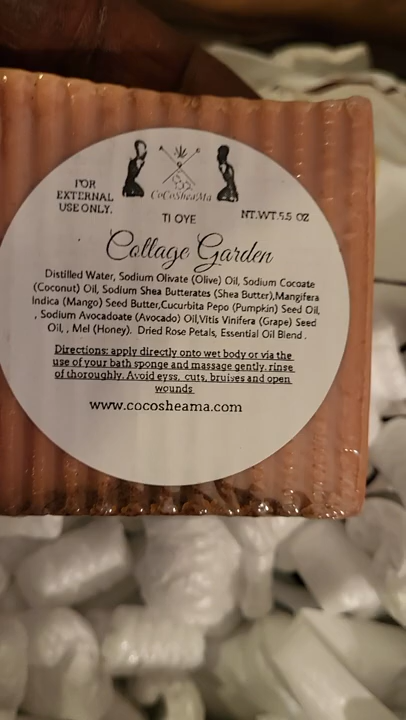 CoCoSheaMa
FOR
EXTERNAL
USE ONLY.
TI OYE
NT.WT.5.5 OZ
Cottage Garden
Distilled Water, Sodium Olivate (Olive) Oil, Sodium Cocoate
(Coconut) Oil, Sodium Shea Butterates (Shea Butter),Mangifera
Indica (Mango) Seed Butter,Cucurbita Pepo (Pumpkin) Seed Oil,
, Sodium Avocadoate (Avocado) Oil,Vitis Vinifera (Grape) Seed
Oil, , Mel (Honey). Dried Rose Petals, Essential Oil Blend .
Directions: apply directly onto wet body or via the
use of your bath sponge and massage gently. rinse
of thoroughly. Avoid eyss, cuts, bruises and open
wounds
www.cocosheama.com